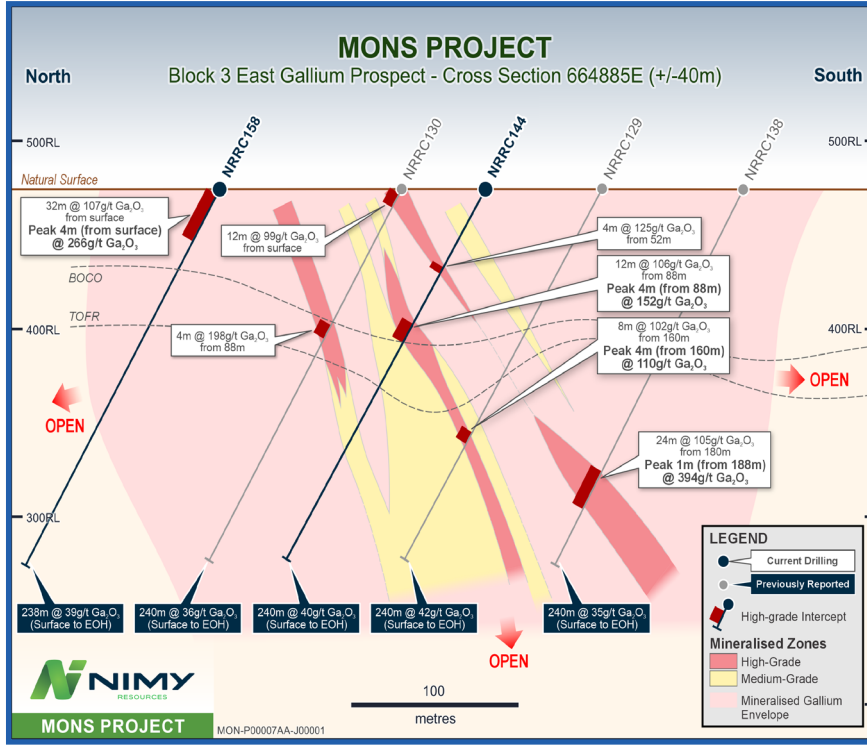 MONS PROJECT
Block 3 East Gallium Prospect - Cross Section 664885E (+/-40m)
North
South
NRRC158
NRRC130
NRRC144
NRRC129
NRRC138
500RL
500RL
Natural Surface
32m @ 107g/t Ga₂O₃
from surface
Peak 4m (from surface)
@ 266g/t Ga₂O₃
12m @ 99g/t Ga₂O₃
from surface
4m @ 125g/t Ga₂O₃
from 52m
12m @ 106g/t Ga₂O₃
from 88m
Peak 4m (from 88m)
@ 152g/t Ga₂O₃
BOCO
TOFR
400RL
400RL
4m @ 198g/t Ga₂O₃
from 88m
8m @ 102g/t Ga₂O₃
from 160m
Peak 4m (from 160m)
@ 110g/t Ga₂O₃
OPEN
OPEN
24m @ 105g/t Ga₂O₃
from 180m
Peak 1m (from 188m)
@ 394g/t Ga₂O₃
300RL
238m @ 39g/t Ga₂O₃
(Surface to EOH)
240m @ 36g/t Ga₂O₃
(Surface to EOH)
240m @ 40g/t Ga₂O₃
(Surface to EOH)
240m @ 42g/t Ga₂O₃
(Surface to EOH)
240m @ 35g/t Ga₂O₃
(Surface to EOH)
OPEN
LEGEND
Current Drilling
Previously Reported
High-grade Intercept
Mineralised Zones
High-Grade
Medium-Grade
Mineralised Gallium
Envelope
NIMY
RESOURCES
MONS PROJECT
MON-P00007AA-J00001
100
metres